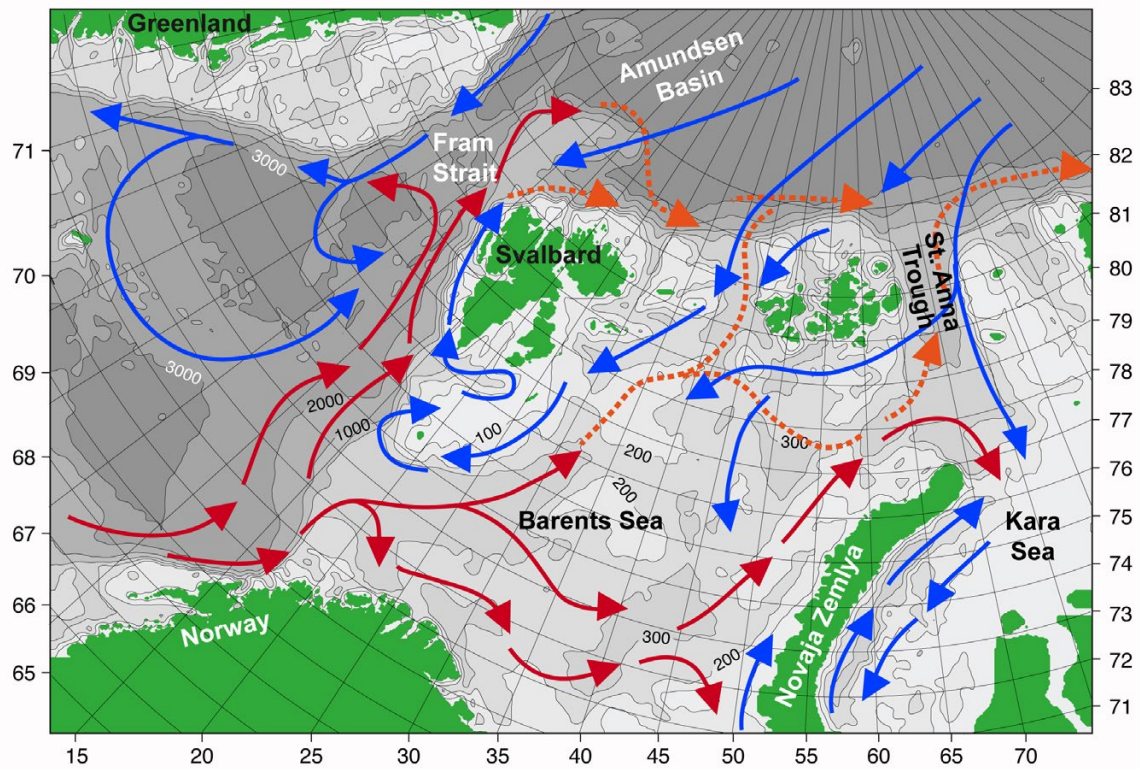 Greenland
Amundsen
Basin
Fram
Strait
3000
Svalbard
St. Anna
Trough
3000
2000
1000
100
200
300
200
Barents Sea
Kara
Sea
Novaja Zemlya
Norway
300
200
71
70
69
68
67
66
65
83
82
81
80
79
78
77
76
75
74
73
72
71
15 20 25 30 35 40 45 50 55 60 65 70